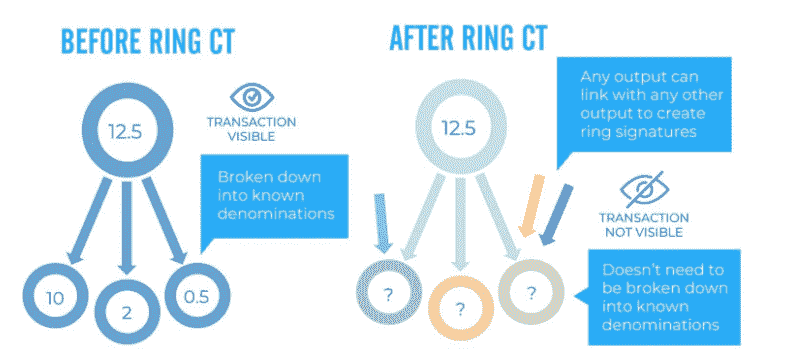 BEFORE RING CT
12.5
TRANSACTION
VISIBLE
Broken down
into known
denominations
10
2
0.5
AFTER RING CT
12.5
Any output can
link with any other
output to create
ring signatures
TRANSACTION
NOT VISIBLE
?
?
?
Doesn't need to
be broken down
into known
denominations